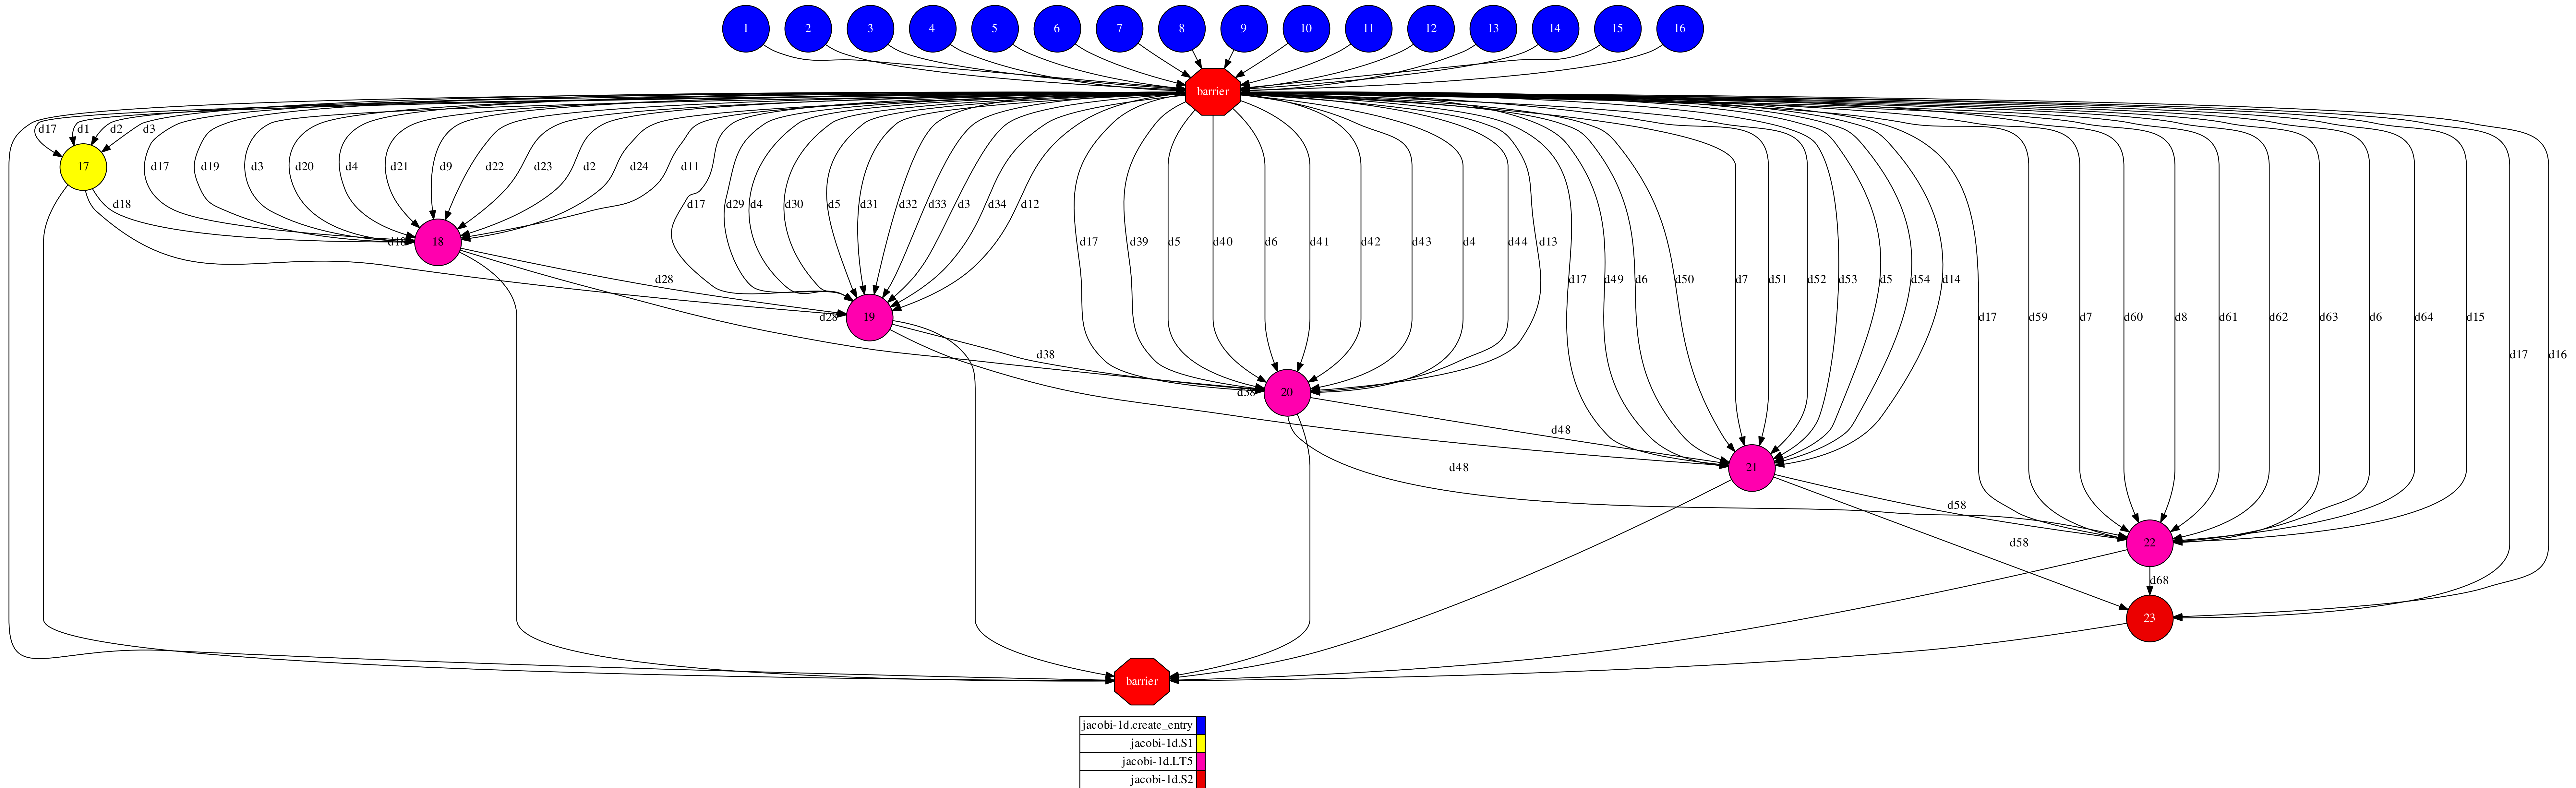 1 2 3 4 5 6 7 8 9 10 11 12 13 14 15 16
barrier
d17 d1 d2 d3
17 d17 d19 d3 d20 d4 d21 d9 d22 d23 d2 d24 d11
d18 d17 d29 d4 d30 d5 d31 d32 d33 d3 d34 d12
d18 18 d17 d39 d5 d40 d6 d41 d42 d43 d4 d44 d13
d28 d17 d49 d6 d50 d7 d51 d52 d53 d5 d54 d14
d28 19 d17 d59 d7 d60 d8 d61 d62 d63 d6 d64 d15
d38 d17 d16
d38 20
d48
d48 21
d58
d58 22
d68
23
barrier
jacobi-1d.create_entry
jacobi-1d.S1
jacobi-1d.LT5
jacobi-1d.S2